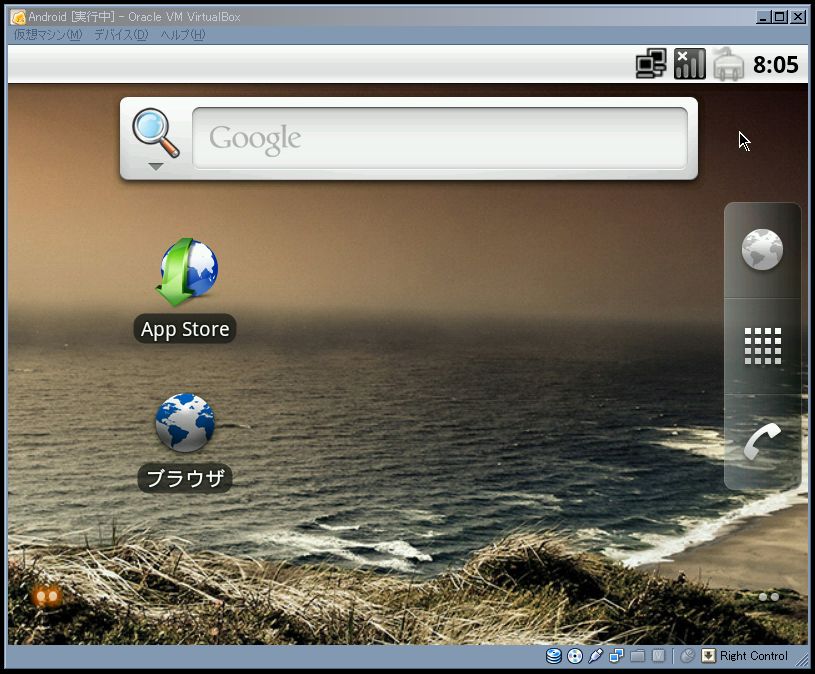 Android [実行中] - Oracle VM VirtualBox
仮想マシン(M) デバイス(D) ヘルプ(H)
8:05
Google
App Store
ブラウザ
Right Control